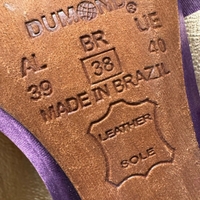 DUMOND®
AL BR UE
39 38 40
MADE IN BRAZIL
LEATHER
SOLE